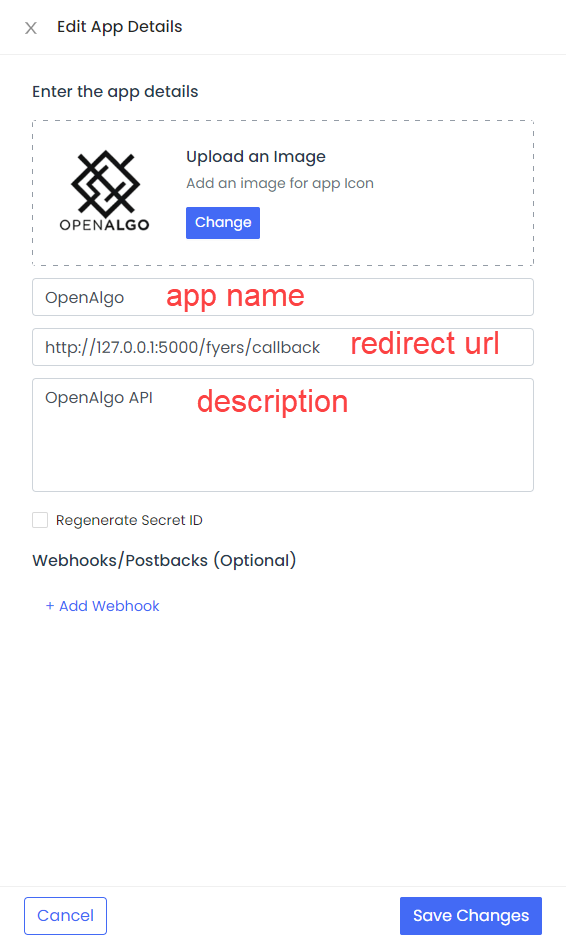 X Edit App Details
Enter the app details
Upload an Image
Add an image for app Icon
OPENALGO
Change
OpenAlgo app name
http://127.0.0.1:5000/fyers/callback redirect url
OpenAlgo API description
Regenerate Secret ID
Webhooks/Postbacks (Optional)
+ Add Webhook
Cancel Save Changes